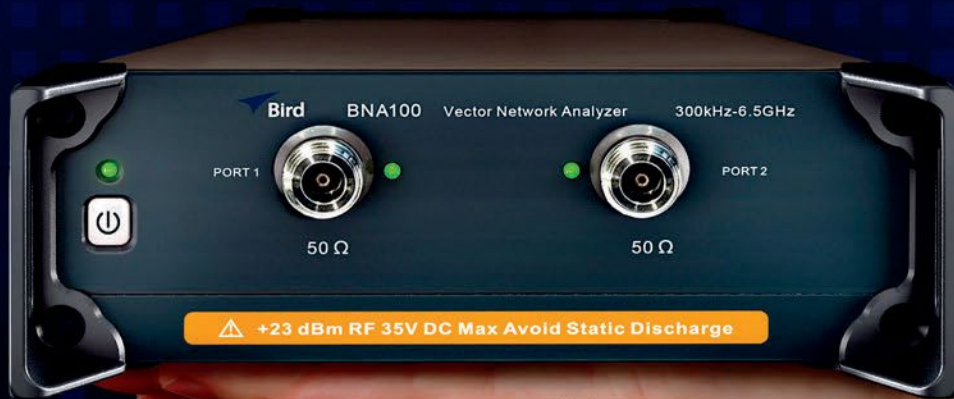 Bird BNA100 Vector Network Analyzer 300kHz-6.5GHz
PORT 1 PORT 2
50 Ω 50 Ω
⚠ +23 dBm RF 35V DC Max Avoid Static Discharge